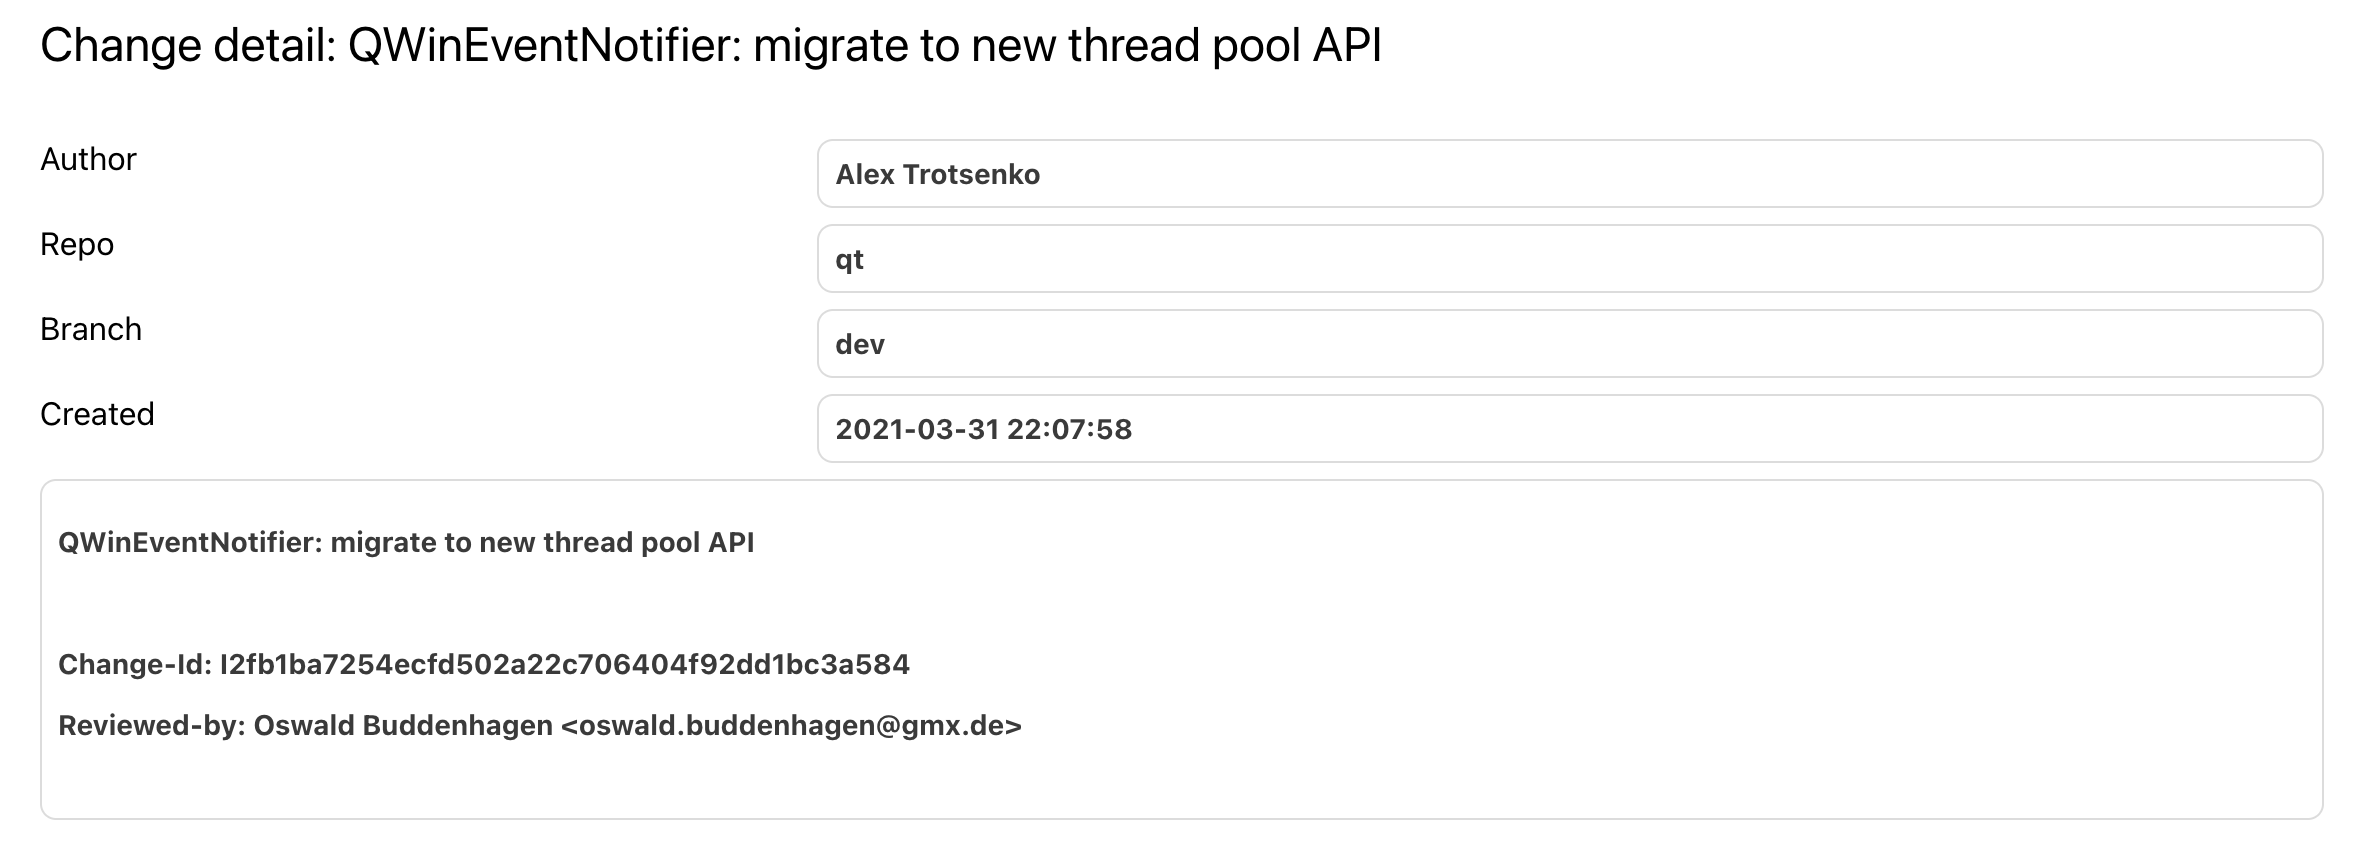 Change detail: QWinEventNotifier: migrate to new thread pool API
Author
Alex Trotsenko
Repo
qt
Branch
dev
Created
2021-03-31 22:07:58
QWinEventNotifier: migrate to new thread pool API
Change-Id: I2fb1ba7254ecfd502a22c706404f92dd1bc3a584
Reviewed-by: Oswald Buddenhagen <oswald.buddenhagen@gmx.de>